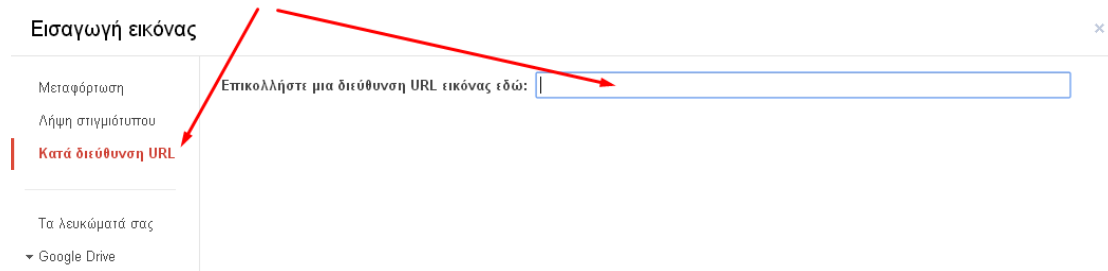 Εισαγωγή εικόνας
×
Μεταφόρτωση
Επικολλήστε μια διεύθυνση URL εικόνας εδώ:
Λήψη στιγμιότυπου
Κατά διεύθυνση URL
Τα λευκώματά σας
Google Drive